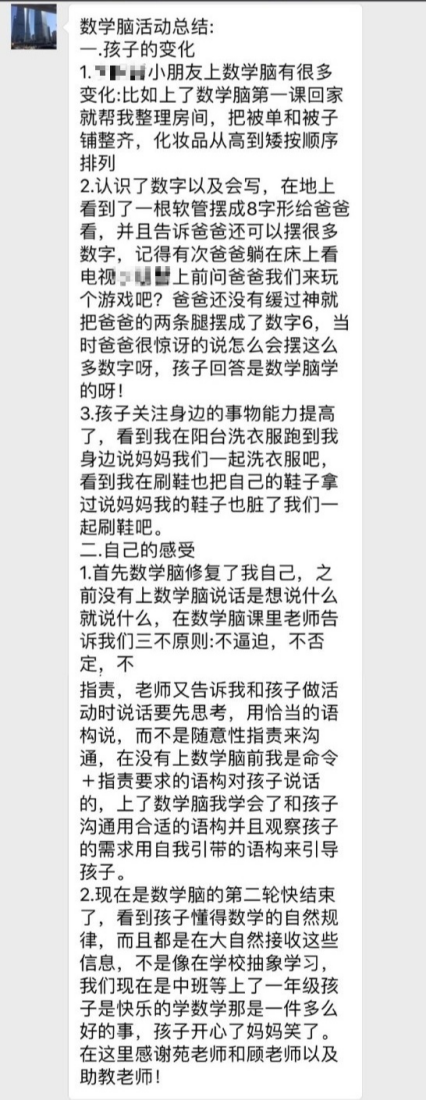 数学脑活动总结:
一.孩子的变化
1.小朋友上数学脑有很多
变化:比如上了数学脑第一课回家
就帮我整理房间，把被单和被子
铺整齐，化妆品从高到矮按顺序
排列
2.认识了数字以及会写，在地上
看到了一根软管摆成8字形给爸爸
看，并且告诉爸爸还可以摆很多
数字，记得有次爸爸躺在床上看
电视上前问爸爸我们来玩
个游戏吧？爸爸还没有缓过神就
把爸爸的两条腿摆成了数字6，当
时爸爸很惊讶的说怎么会摆这么
多数字呀，孩子回答是数学脑学
的呀！
3.孩子关注身边的事物能力提高
了，看到我在阳台洗衣服跑到我
身边说妈妈我们一起洗衣服吧，
看到我在刷鞋也把自己的鞋子拿
过说妈妈我的鞋子也脏了我们一
起刷鞋吧。
二.自己的感受
1.首先数学脑修复了我自己，之
前没有上数学脑说话是想说什么
就说什么，在数学脑课里老师告
诉我们三不原则:不逼迫，不否
定，不
指责，老师又告诉我和孩子做活
动时说话要先思考，用恰当的语
构说，而不是随意性指责来沟
通，在没有上数学脑前我是命令
＋指责要求的语构对孩子说话
的，上了数学脑我学会了和孩子
沟通用合适的语构并且观察孩子
的需求用自我引带的语构来引导
孩子。
2.现在是数学脑的第二轮快结束
了，看到孩子懂得数学的自然规
律，而且都是在大自然接收这些
信息，不是像在学校抽象学习，
我们现在是中班等上了一年级孩
子是快乐的学数学那是一件多么
好的事，孩子开心了妈妈笑了。
在这里感谢苑老师和顾老师以及
助教老师！